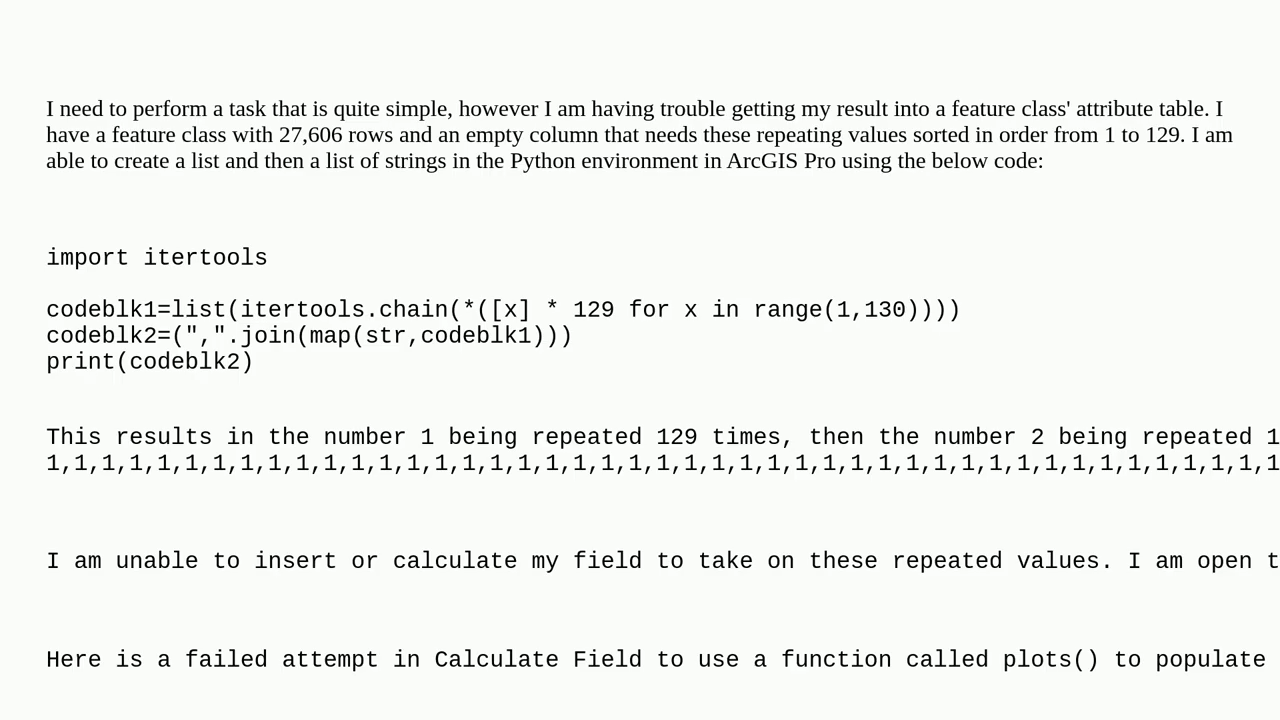 I need to perform a task that is quite simple, however I am having trouble getting my result into a feature class' attribute table. I
have a feature class with 27,606 rows and an empty column that needs these repeating values sorted in order from 1 to 129. I am
able to create a list and then a list of strings in the Python environment in ArcGIS Pro using the below code:
import itertools
codeblk1=list(itertools.chain(*([x] * 129 for x in range(1,130))))
codeblk2=(",".join(map(str,codeblk1)))
print(codeblk2)
This results in the number 1 being repeated 129 times, then the number 2 being repeated 1
1,1,1,1,1,1,1,1,1,1,1,1,1,1,1,1,1,1,1,1,1,1,1,1,1,1,1,1,1,1,1,1,1,1,1,1,1,1,1,1,1,1,1,1,1
I am unable to insert or calculate my field to take on these repeated values. I am open t
Here is a failed attempt in Calculate Field to use a function called plots() to populate